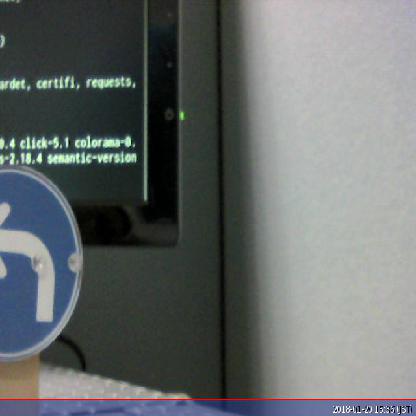 )
ardet, certifi, requests,
0.4 click-5.1 colorama-0.
s-2.18.4 semantic-version